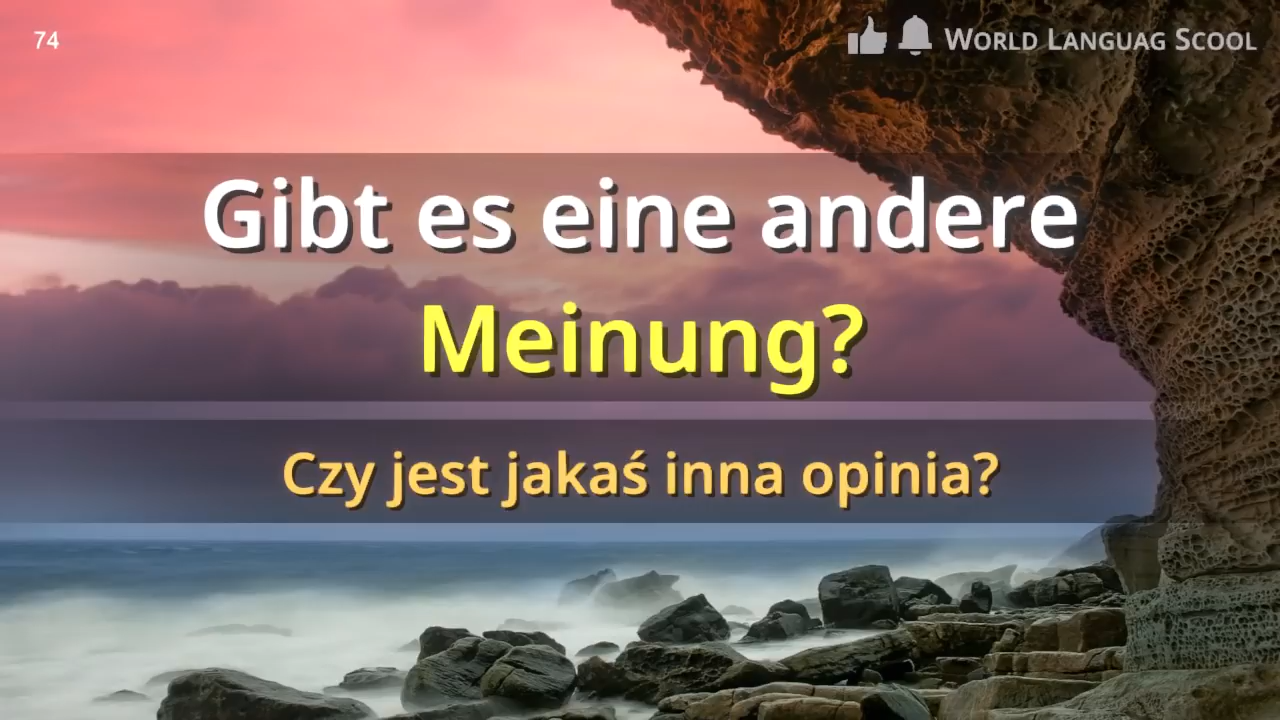 74
World Languag Scool
Gibt es eine andere
Meinung?
Czy jest jakaś inna opinia?